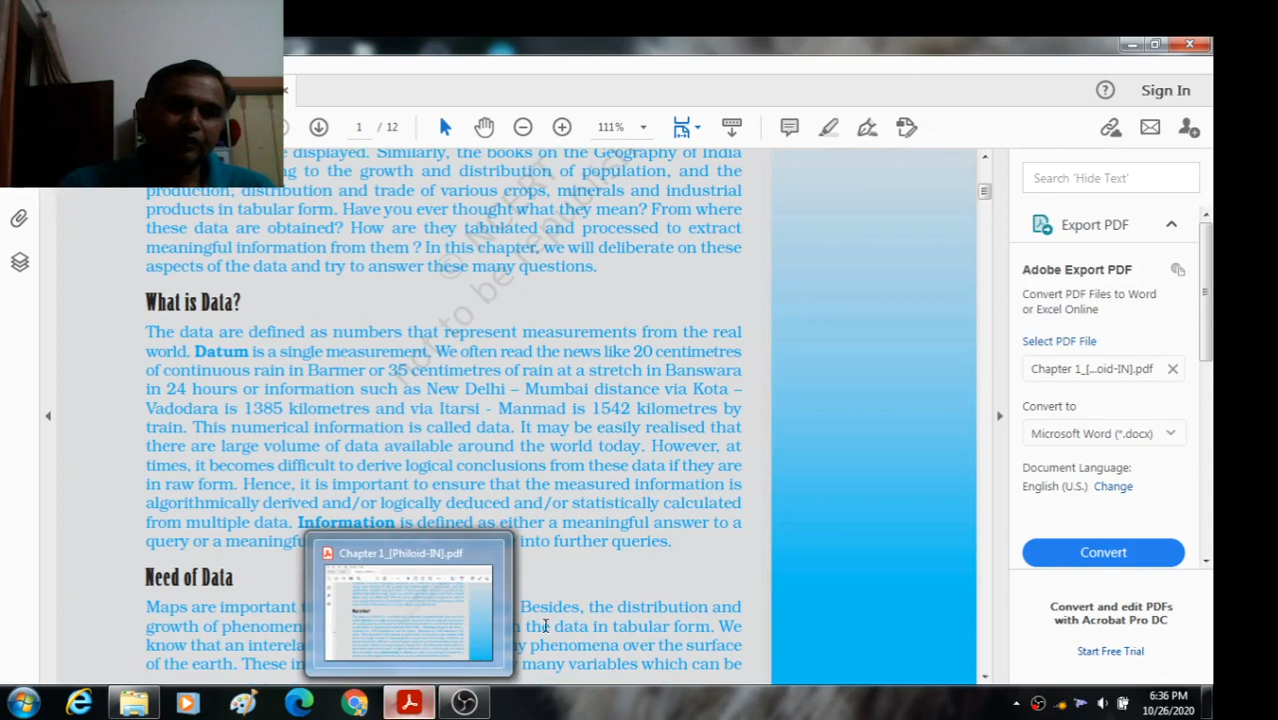 Sign In
1 / 12
111%
e displayed. Similarly, the books on the Geography of India
ng to the growth and distribution of population, and the
production, distribution and trade of various crops, minerals and industrial
products in tabular form. Have you ever thought what they mean? From where
these data are obtained? How are they tabulated and processed to extract
meaningful information from them ? In this chapter, we will deliberate on these
aspects of the data and try to answer these many questions.
© NCERT
not to be republished
What is Data?
The data are defined as numbers that represent measurements from the real
world. Datum is a single measurement. We often read the news like 20 centimetres
of continuous rain in Barmer or 35 centimetres of rain at a stretch in Banswara
in 24 hours or information such as New Delhi – Mumbai distance via Kota –
Vadodara is 1385 kilometres and via Itarsi - Manmad is 1542 kilometres by
train. This numerical information is called data. It may be easily realised that
there are large volume of data available around the world today. However, at
times, it becomes difficult to derive logical conclusions from these data if they are
in raw form. Hence, it is important to ensure that the measured information is
algorithmically derived and/or logically deduced and/or statistically calculated
from multiple data. Information is defined as either a meaningful answer to a
query or a meaningfu into further queries.
Chapter 1_[Philoid-IN].pdf
Need of Data
Maps are important Besides, the distribution and
growth of phenomen n the data in tabular form. We
know that an interela y phenomena over the surface
of the earth. These in many variables which can be
Search 'Hide Text'
Export PDF
Adobe Export PDF
Convert PDF Files to Word
or Excel Online
Select PDF File
Chapter 1_[...oid-IN].pdf
Convert to
Microsoft Word (*.docx)
Document Language:
English (U.S.) Change
Convert
Convert and edit PDFs
with Acrobat Pro DC
Start Free Trial
6:36 PM
10/26/2020